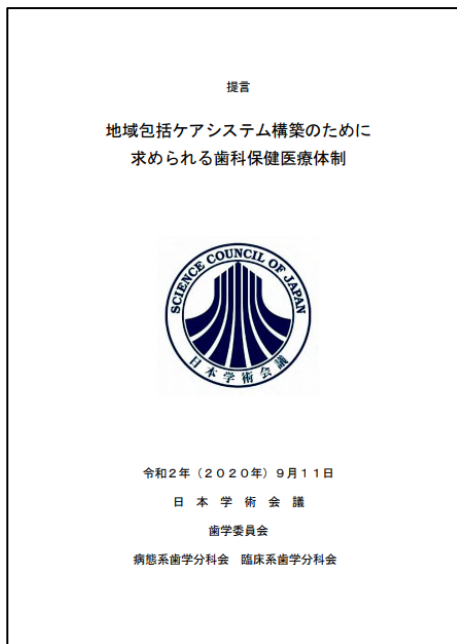 提言
地域包括ケアシステム構築のために
求められる歯科保健医療体制
SCIENCE COUNCIL OF JAPAN
日本学術会議
令和2年（2020年）9月11日
日 本 学 術 会 議
歯学委員会
病態系歯学分科会 臨床系歯学分科会